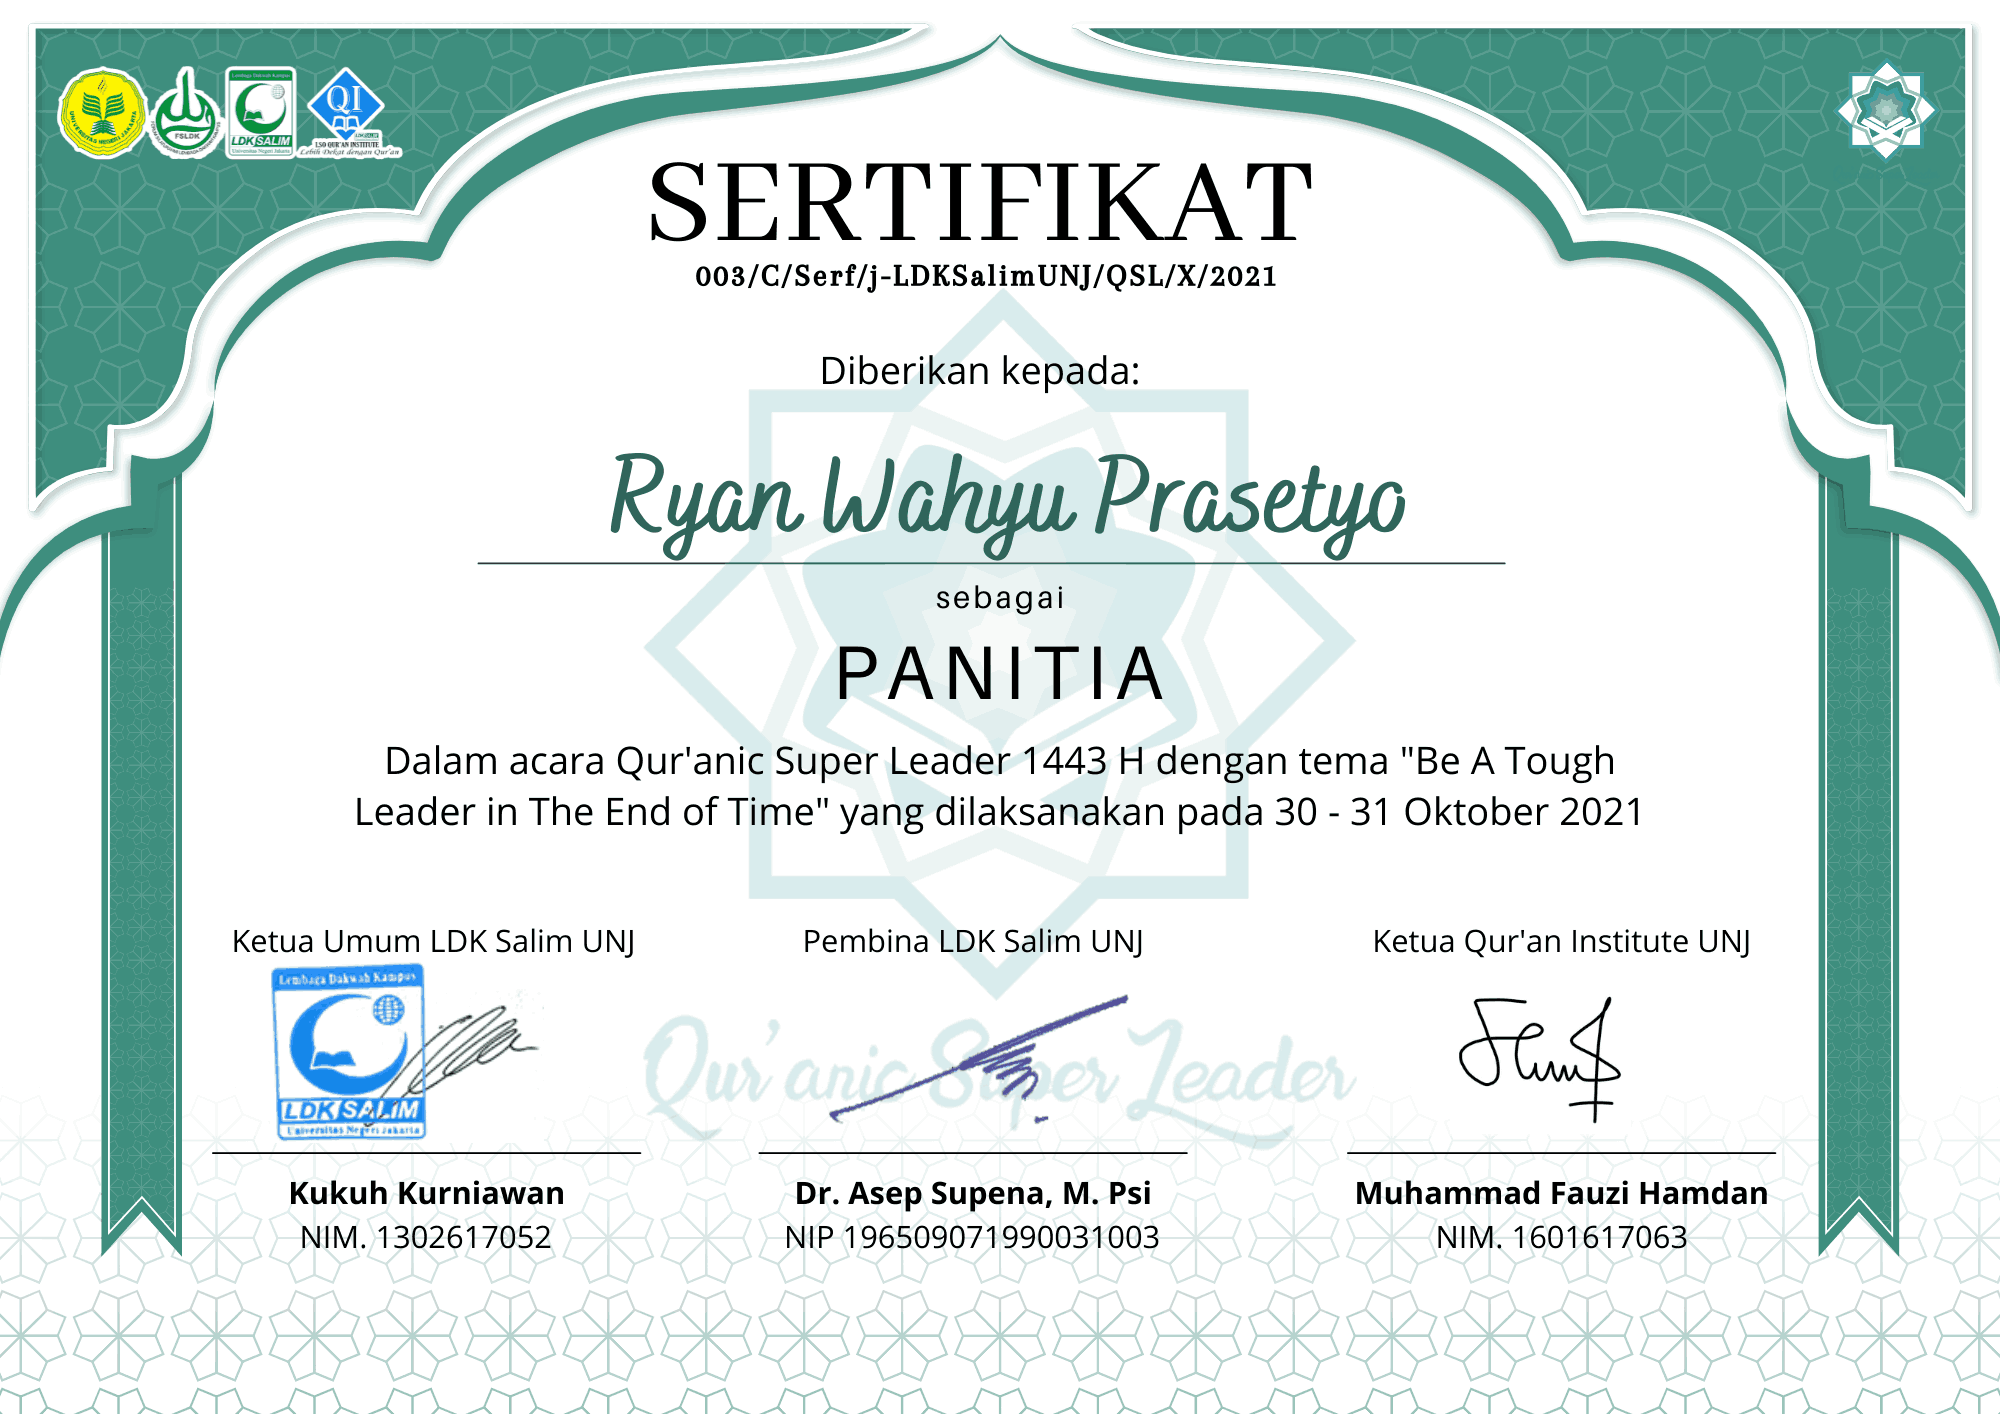 UNIVERSITAS NEGERI JAKARTA
FSLDK
Lembaga Dakwah Kampus
LDK SALIM
Universitas Negeri Jakarta
QI
LSO QUR'AN INSTITUTE
Lebih Dekat dengan Qur'an
SERTIFIKAT
003/C/Serf/j-LDKSalimUNJ/QSL/X/2021
Diberikan kepada:
Ryan Wahyu Prasetyo
sebagai
PANITIA
Dalam acara Qur'anic Super Leader 1443 H dengan tema "Be A Tough
Leader in The End of Time" yang dilaksanakan pada 30 - 31 Oktober 2021
Ketua Umum LDK Salim UNJ
Pembina LDK Salim UNJ
Ketua Qur'an Institute UNJ
Lembaga Dakwah Kampus
LDK SALIM
Universitas Negeri Jakarta
Qur'anic Super Leader
Kukuh Kurniawan
NIM. 1302617052
Dr. Asep Supena, M. Psi
NIP 196509071990031003
Muhammad Fauzi Hamdan
NIM. 1601617063